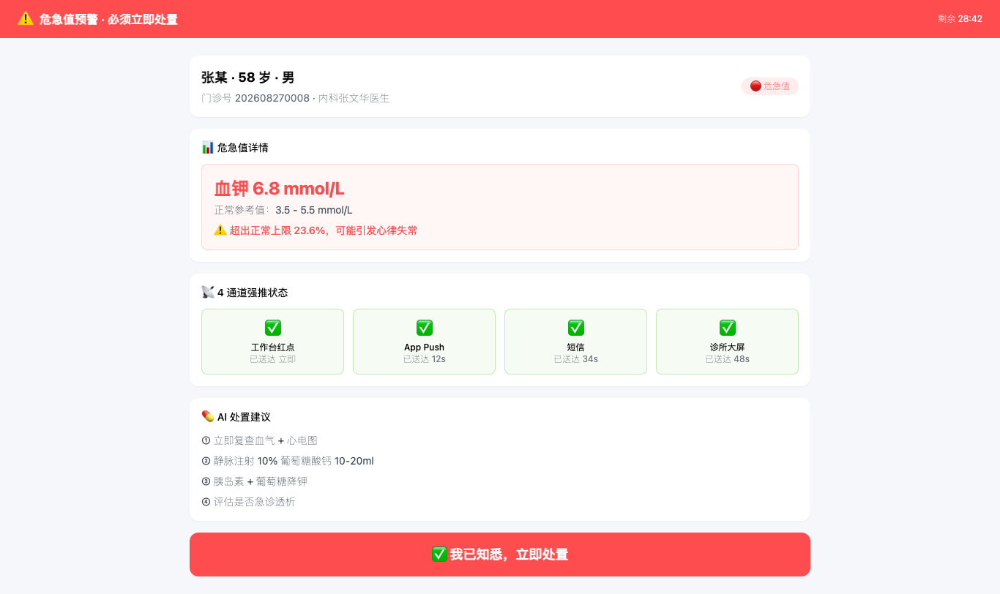 ⚠️ 危急值预警 · 必须立即处置
剩余 28:42
张某 · 58 岁 · 男
门诊号 202608270008 · 内科张文华医生
🔴 危急值
📊 危急值详情
血钾 6.8 mmol/L
正常参考值：3.5 - 5.5 mmol/L
⚠️ 超出正常上限 23.6%，可能引发心律失常
📡 4 通道强推状态
✅
工作台红点
已送达 立即
✅
App Push
已送达 12s
✅
短信
已送达 34s
✅
诊所大屏
已送达 48s
💊 AI 处置建议
① 立即复查血气 + 心电图
② 静脉注射 10% 葡萄糖酸钙 10-20ml
③ 胰岛素 + 葡萄糖降钾
④ 评估是否急诊透析
✅ 我已知悉，立即处置